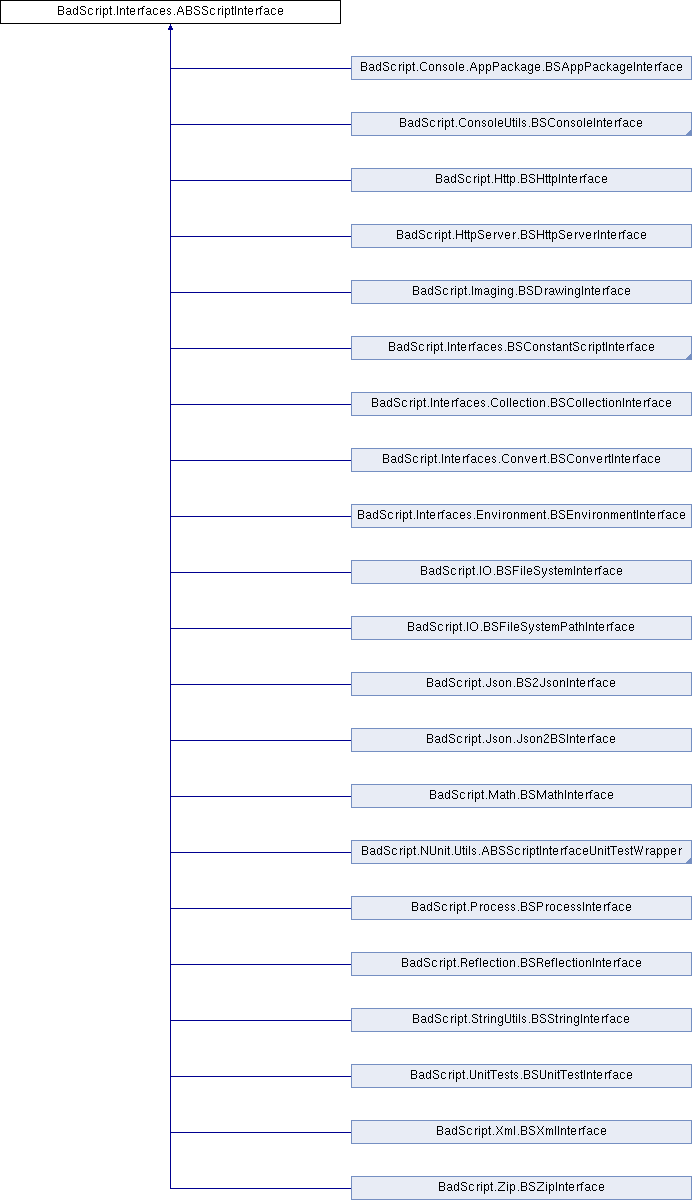 BadScript.Interfaces.ABSScriptInterface
BadScript.Console.AppPackage.BSAppPackageInterface
BadScript.ConsoleUtils.BSConsoleInterface
BadScript.Http.BSHttpInterface
BadScript.HttpServer.BSHttpServerInterface
BadScript.Imaging.BSDrawingInterface
BadScript.Interfaces.BSConstantScriptInterface
BadScript.Interfaces.Collection.BSCollectionInterface
BadScript.Interfaces.Convert.BSConvertInterface
BadScript.Interfaces.Environment.BSEnvironmentInterface
BadScript.IO.BSFileSystemInterface
BadScript.IO.BSFileSystemPathInterface
BadScript.Json.BS2JsonInterface
BadScript.Json.Json2BSInterface
BadScript.Math.BSMathInterface
BadScript.NUnit.Utils.ABSScriptInterfaceUnitTestWrapper
BadScript.Process.BSProcessInterface
BadScript.Reflection.BSReflectionInterface
BadScript.StringUtils.BSStringInterface
BadScript.UnitTests.BSUnitTestInterface
BadScript.Xml.BSXmlInterface
BadScript.Zip.BSZipInterface